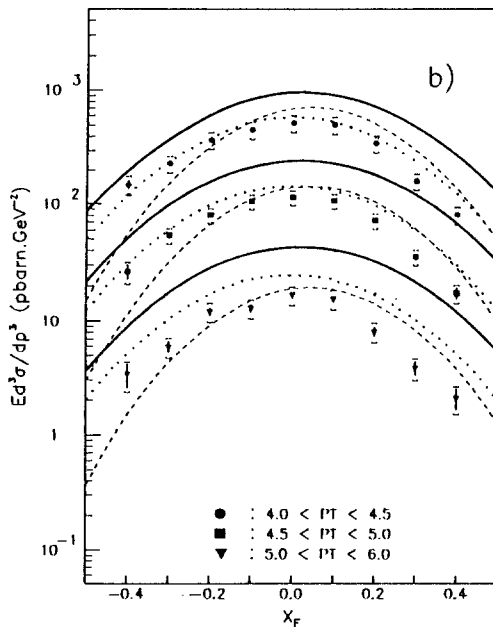 b)
Ed³σ/dp³ (pbarn.GeV⁻²)
10³
10²
10
1
10⁻¹
-0.4 -0.2 0.0 0.2 0.4
X_F
: 4.0 < PT < 4.5
: 4.5 < PT < 5.0
: 5.0 < PT < 6.0